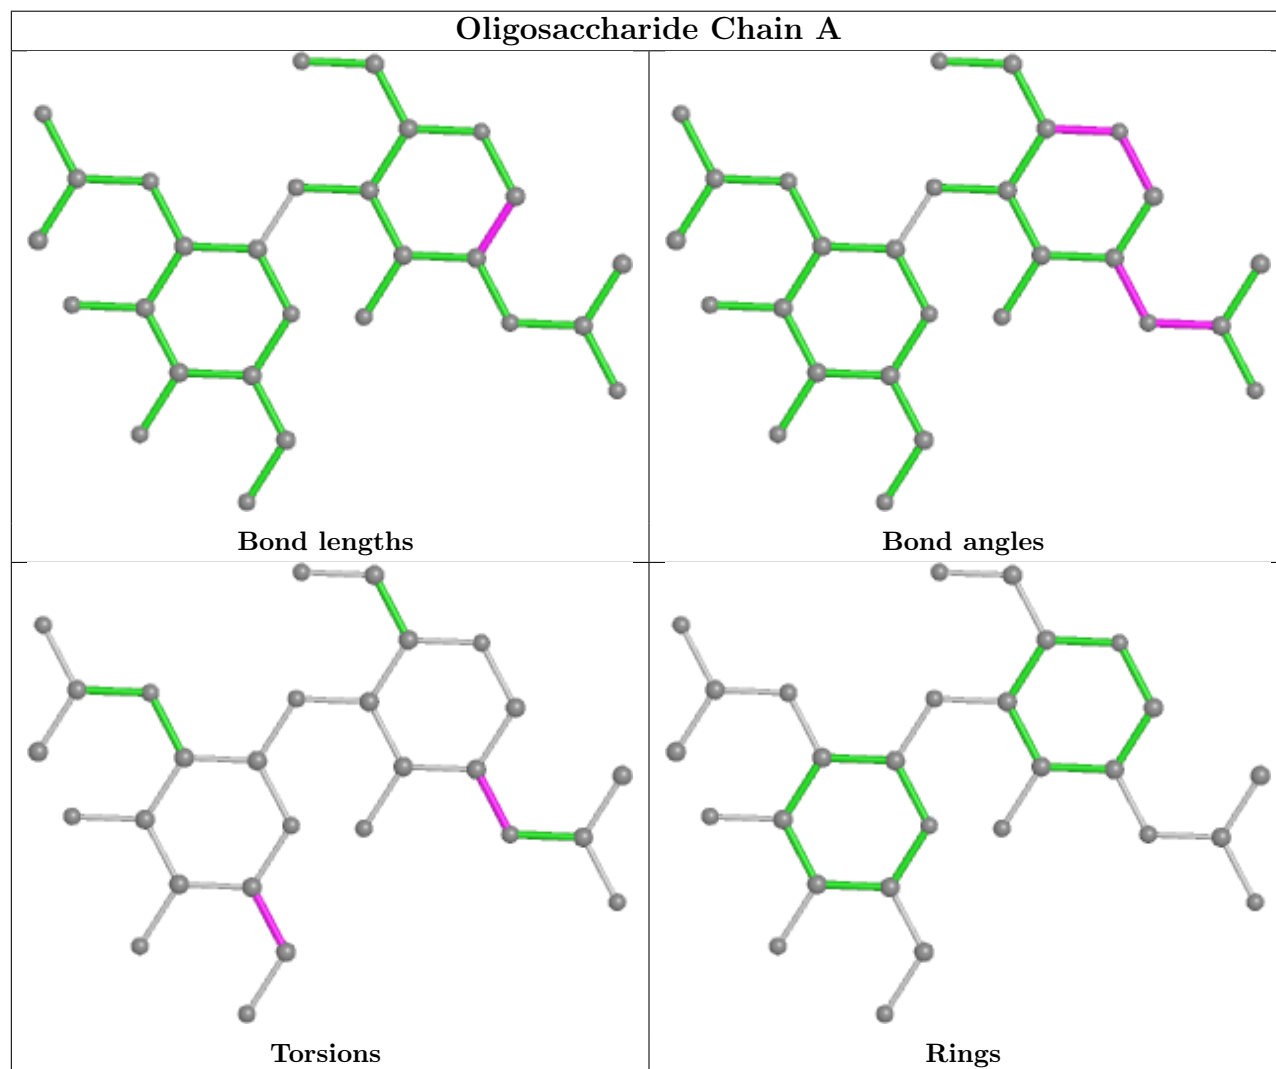 Oligosaccharide Chain A
Bond lengths
Bond angles
Torsions
Rings